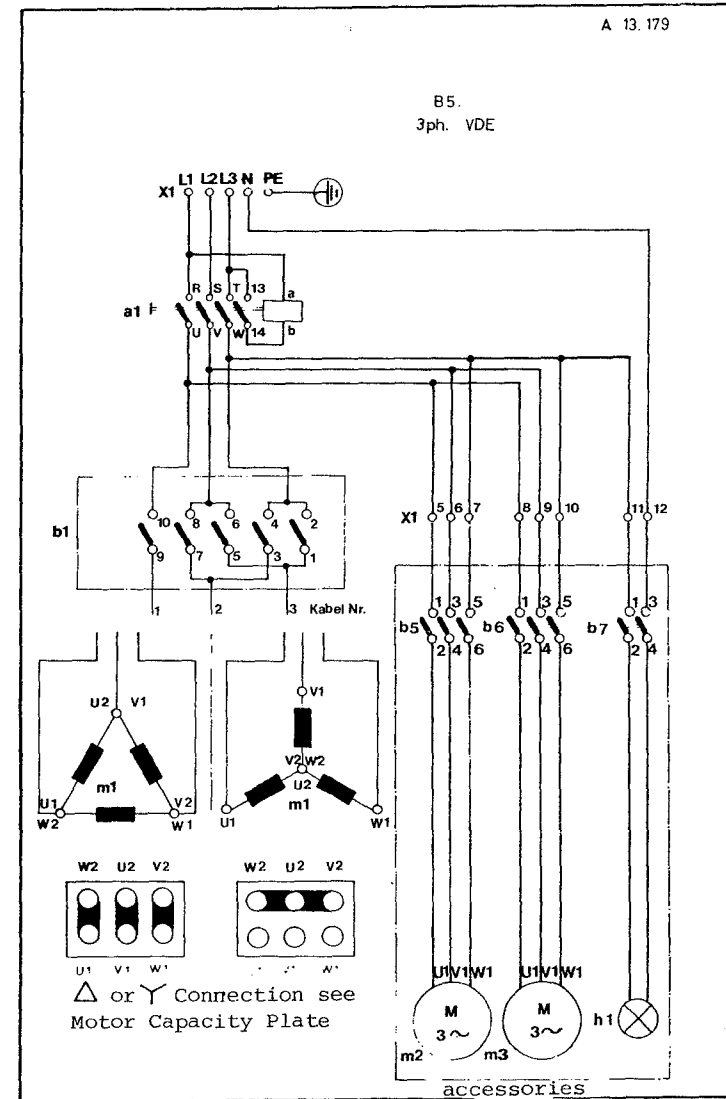 A 13.179
B5.
3ph. VDE
L1 L2 L3 N PE
X1
R S T 13
a
a1
b
U V W 14
5 6 7 8 9 10 11 12
X1
10 8 6 4 2
b1
9 7 5 3 1
1 2 3 Kabel Nr.
1 3 5 1 3 5 1 3
b5 b6 b7
2 4 6 2 4 6 2 4
V1
U2 V1
V2 W2
U2
m1 m1
U1 V2 U1 W1
W2 W1
W2 U2 V2 W2 U2 V2
U1 V1 W1 V1 W1
△ or Y Connection see
Motor Capacity Plate
U1 V1 W1 U1 V1 W1
M M
3~ 3~
h1
m2 m3
accessories